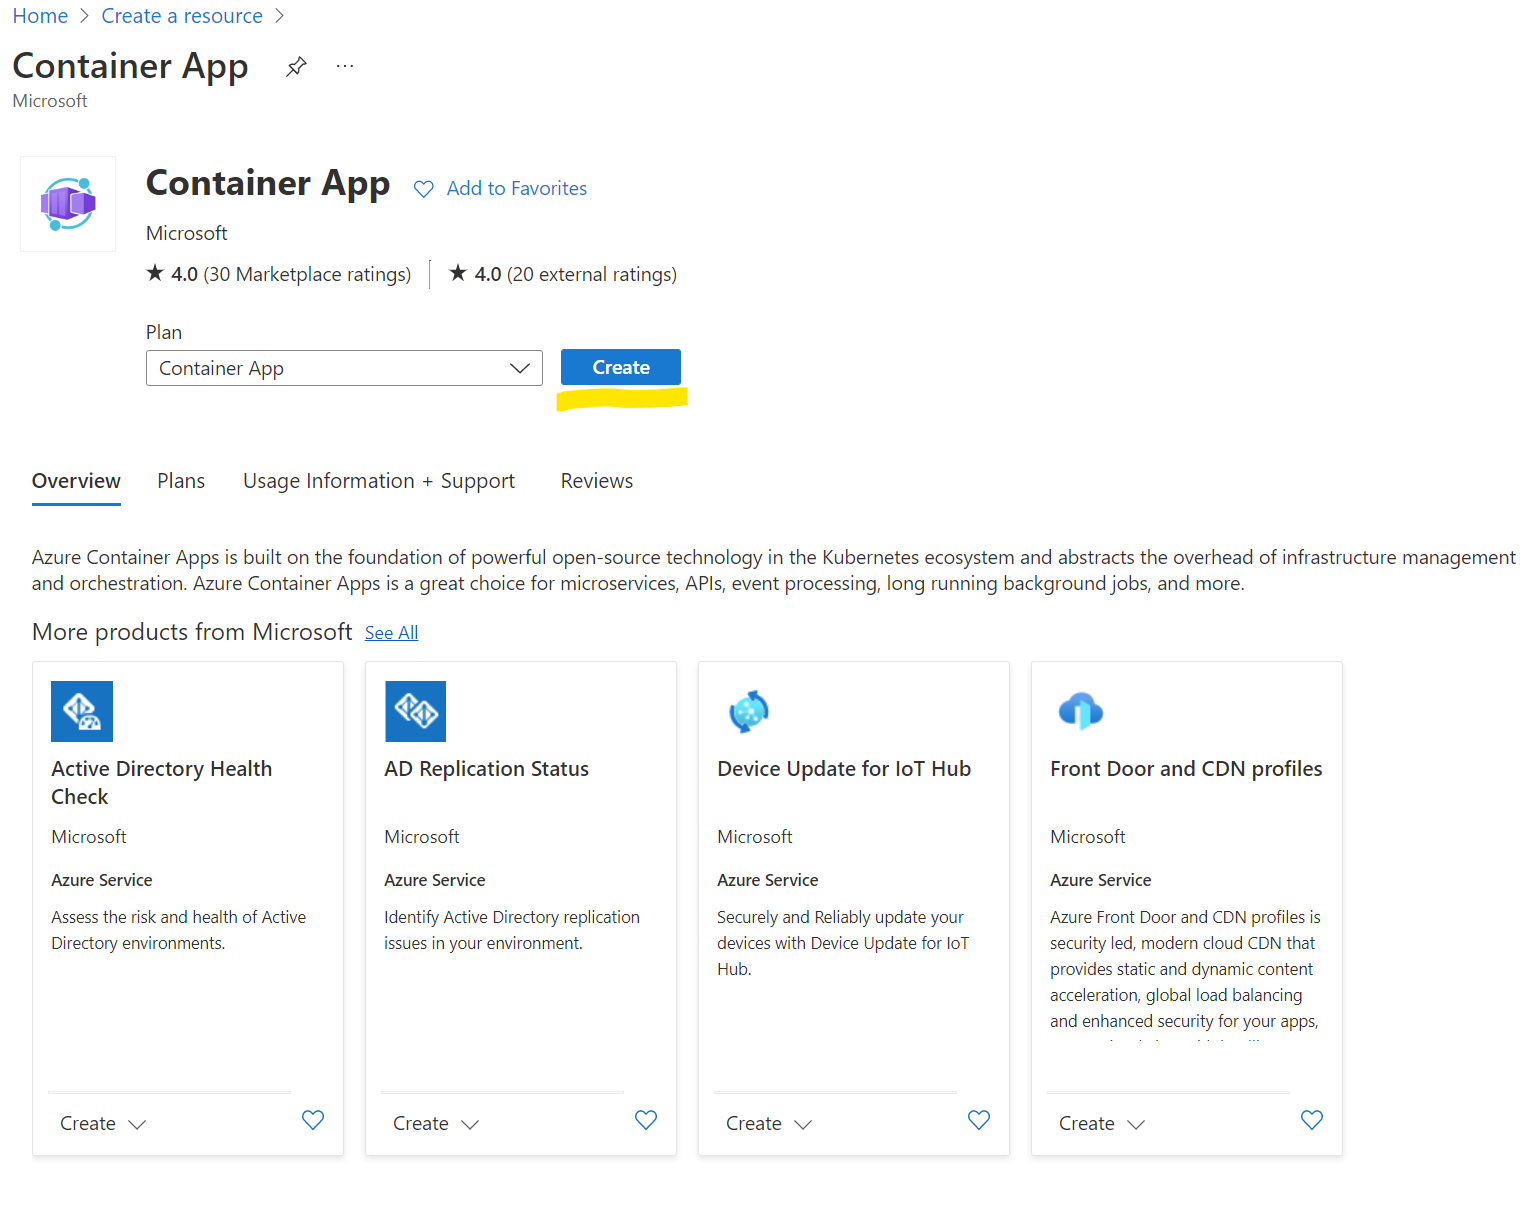 Home > Create a resource >
Container App ...
Microsoft
Container App Add to Favorites
Microsoft
★ 4.0 (30 Marketplace ratings) | ★ 4.0 (20 external ratings)
Plan
Container App Create
Overview Plans Usage Information + Support Reviews
Azure Container Apps is built on the foundation of powerful open-source technology in the Kubernetes ecosystem and abstracts the overhead of infrastructure management
and orchestration. Azure Container Apps is a great choice for microservices, APIs, event processing, long running background jobs, and more.
More products from Microsoft See All
Active Directory Health
Check
Microsoft
Azure Service
Assess the risk and health of Active
Directory environments.
Create
AD Replication Status
Microsoft
Azure Service
Identify Active Directory replication
issues in your environment.
Create
Device Update for IoT Hub
Microsoft
Azure Service
Securely and Reliably update your
devices with Device Update for IoT
Hub.
Create
Front Door and CDN profiles
Microsoft
Azure Service
Azure Front Door and CDN profiles is
security led, modern cloud CDN that
provides static and dynamic content
acceleration, global load balancing
and enhanced security for your apps,
Create